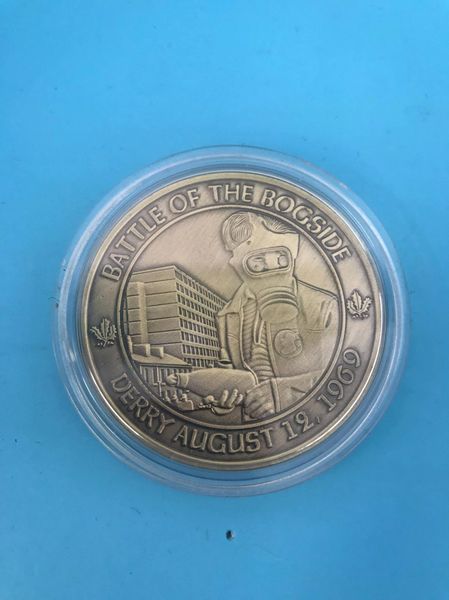 BATTLE OF THE BOGSIDE
DERRY AUGUST 12, 1969